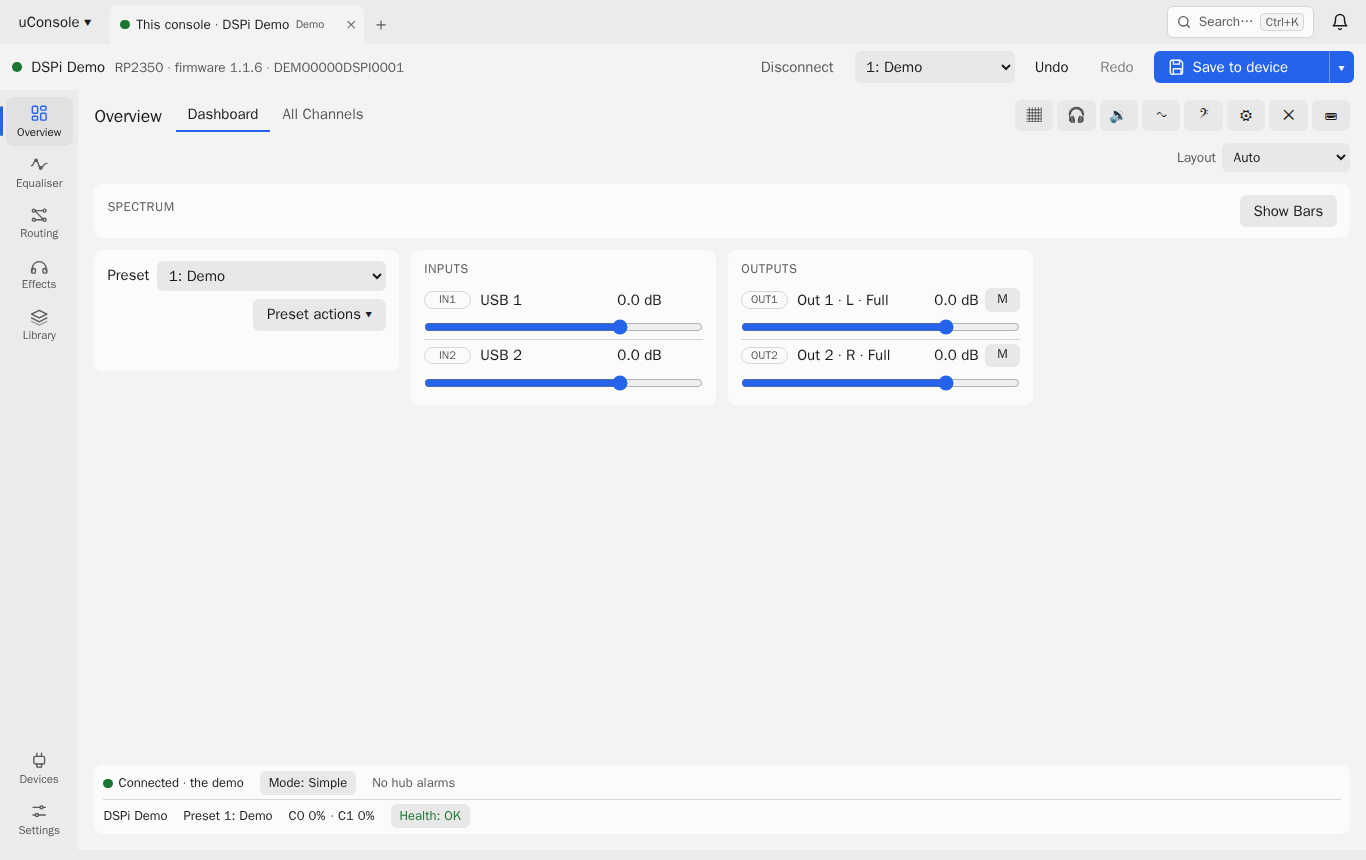 uConsole ▾
This console · DSPi Demo Demo × +
Search··· Ctrl+K
DSPi Demo RP2350 · firmware 1.1.6 · DEMO0000DSPI0001
Disconnect 1: Demo Undo Redo Save to device ▾
Overview
Equaliser
Routing
Effects
Library
Devices
Settings
Overview Dashboard All Channels
Layout Auto
SPECTRUM Show Bars
Preset 1: Demo
Preset actions ▾
INPUTS
IN1 USB 1 0.0 dB
IN2 USB 2 0.0 dB
OUTPUTS
OUT1 Out 1 · L · Full 0.0 dB M
OUT2 Out 2 · R · Full 0.0 dB M
Connected · the demo Mode: Simple No hub alarms
DSPi Demo Preset 1: Demo C0 0% · C1 0% Health: OK